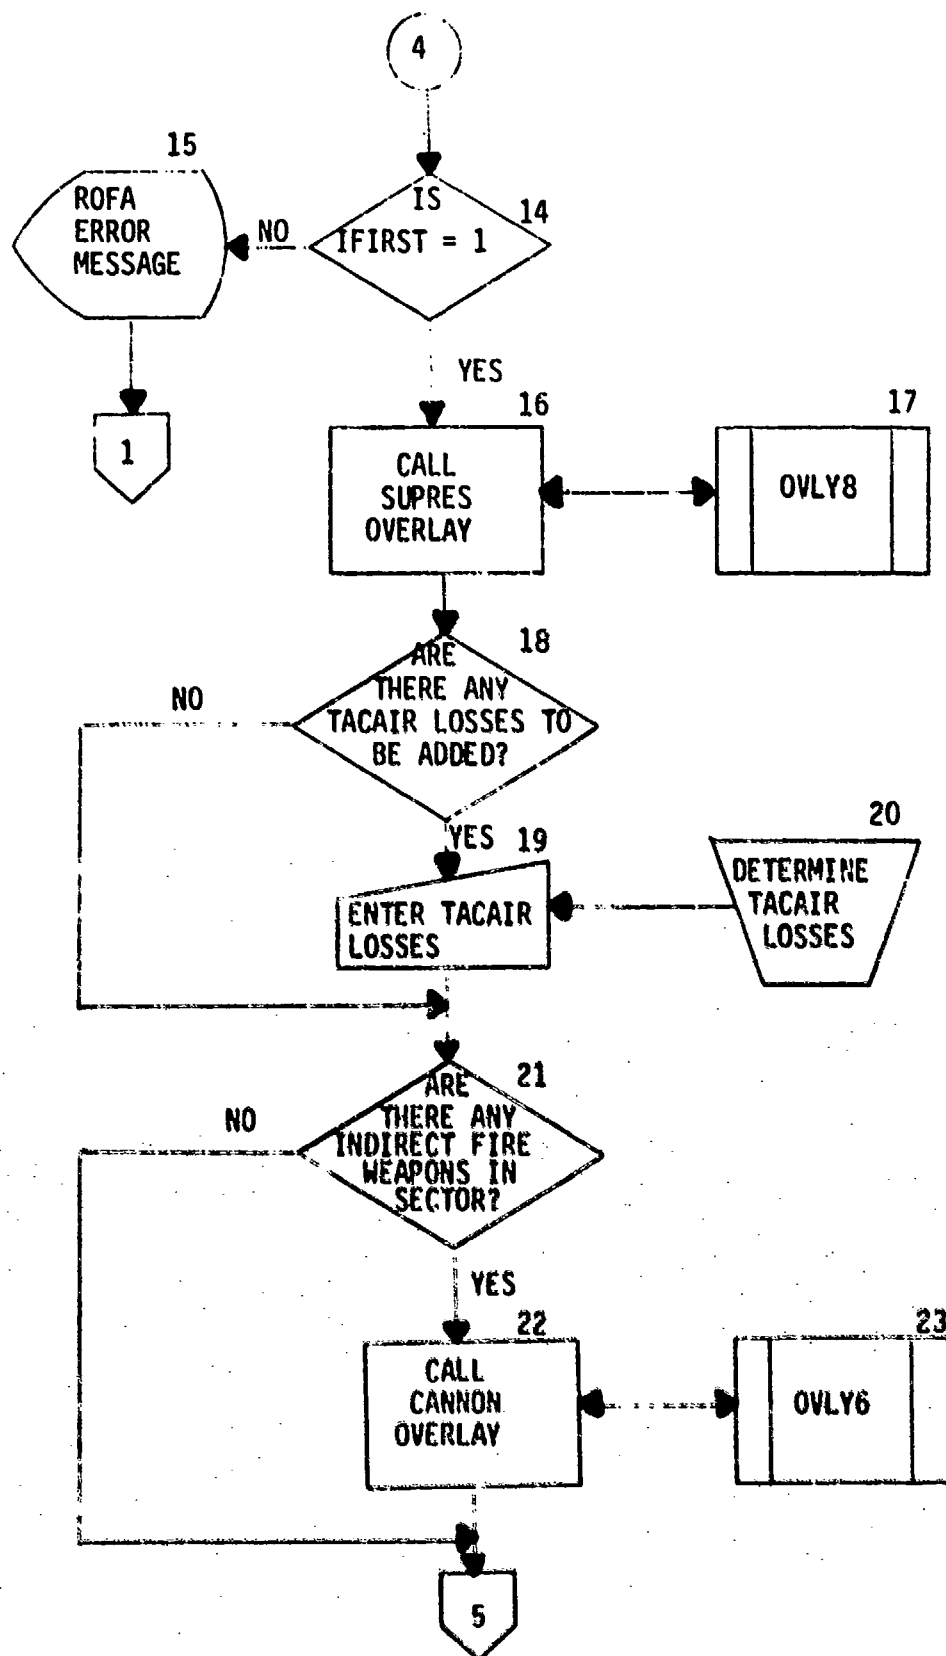 4
15
ROFA
ERROR
MESSAGE
NO
IS
IFIRST = 1
14
1
YES
16
CALL
SUPRES
OVERLAY
17
OVLY8
18
ARE
THERE ANY
TACAIR LOSSES TO
BE ADDED?
NO
YES
19
ENTER TACAIR
LOSSES
20
DETERMINE
TACAIR
LOSSES
21
ARE
THERE ANY
INDIRECT FIRE
WEAPONS IN
SECTOR?
NO
YES
22
CALL
CANNON
OVERLAY
23
OVLY6
5